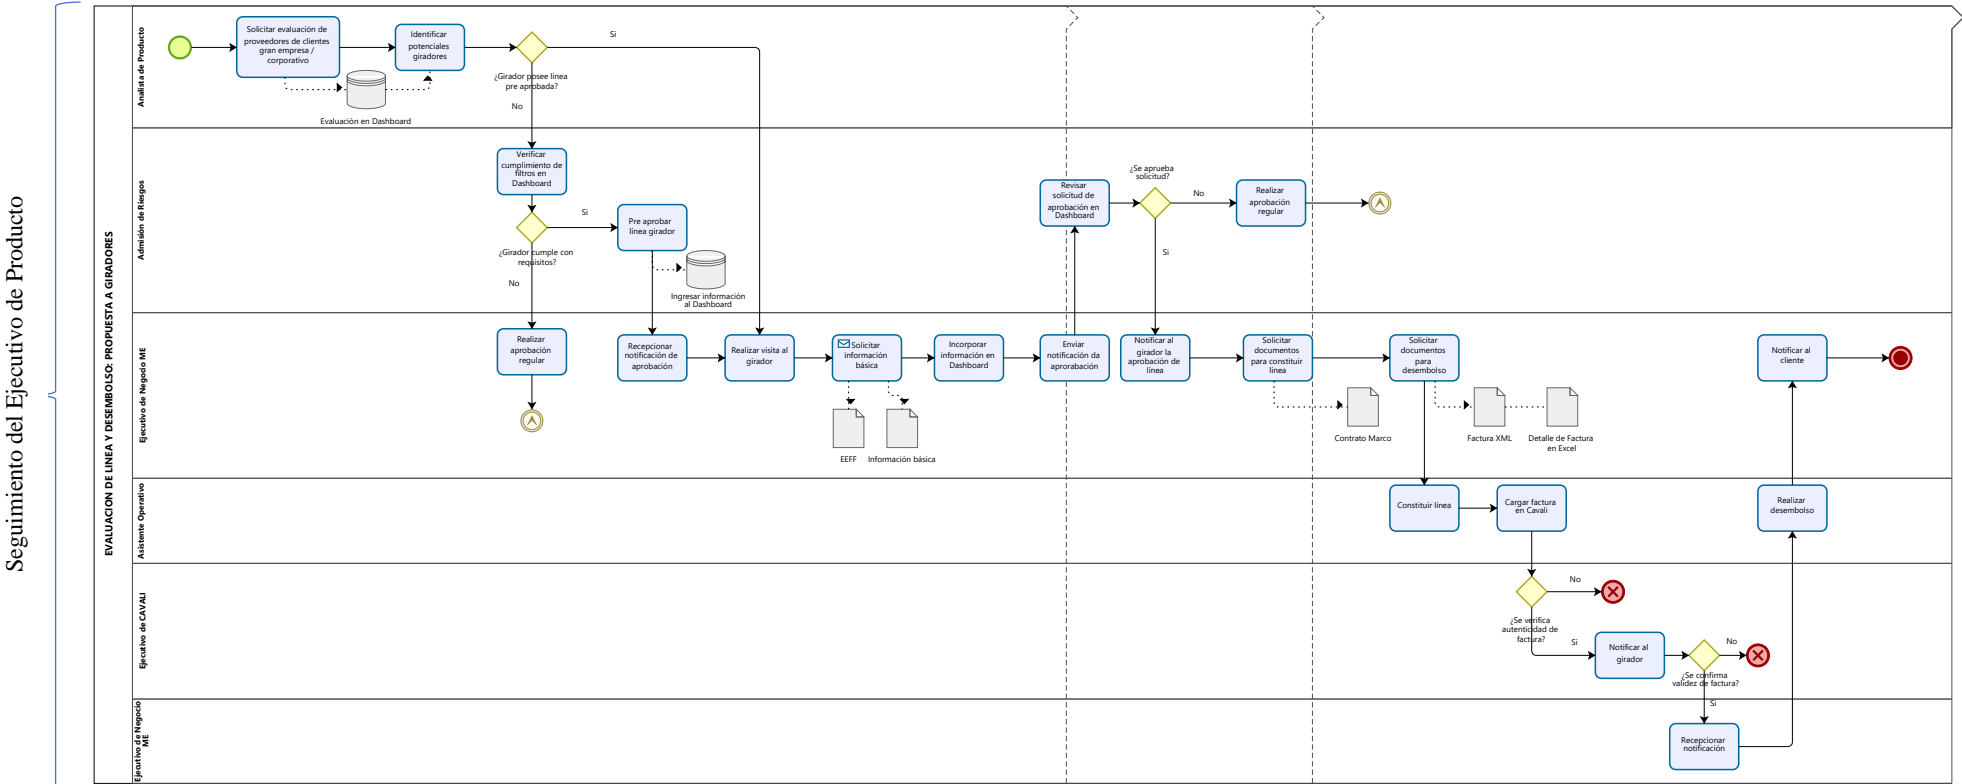 Seguimiento del Ejecutivo de Producto
EVALUACION DE LINEA Y DESEMBOLSO: PROPUESTA A GIRADORES
Analista de Producto
Solicitar evaluación de
proveedores de clientes
gran empresa /
corporativo
Identificar
potenciales
giradores
Evaluación en Dashboard
¿Girador posee línea
pre aprobada?
Si
No
Admisión de Riesgos
Verificar
cumplimiento de
filtros en
Dashboard
¿Girador cumple con
requisitos?
Si
No
Pre aprobar
línea girador
Ingresar información
al Dashboard
Revisar
solicitud de
aprobación en
Dashboard
¿Se aprueba
solicitud?
No
Si
Realizar
aprobación
regular
Ejecutivo de Negocio ME
Realizar
aprobación
regular
Recepcionar
notificación de
aprobación
Realizar visita al
girador
Solicitar
información
básica
EEFF
Información básica
Incorporar
información en
Dashboard
Enviar
notificación da
aprorabación
Notificar al
girador la
aprobación de
línea
Solicitar
documentos
para constituir
línea
Contrato Marco
Solicitar
documentos
para
desembolso
Factura XML
Detalle de Factura
en Excel
Notificar al
cliente
Asistente Operativo
Constituir línea
Cargar factura
en Cavali
Realizar
desembolso
Ejecutivo de CAVALI
¿Se verifica
autenticidad de
factura?
No
Si
Notificar al
girador
¿Se confirma
validez de factura?
No
Si
Ejecutivo de Negocio
ME
Recepcionar
notificación